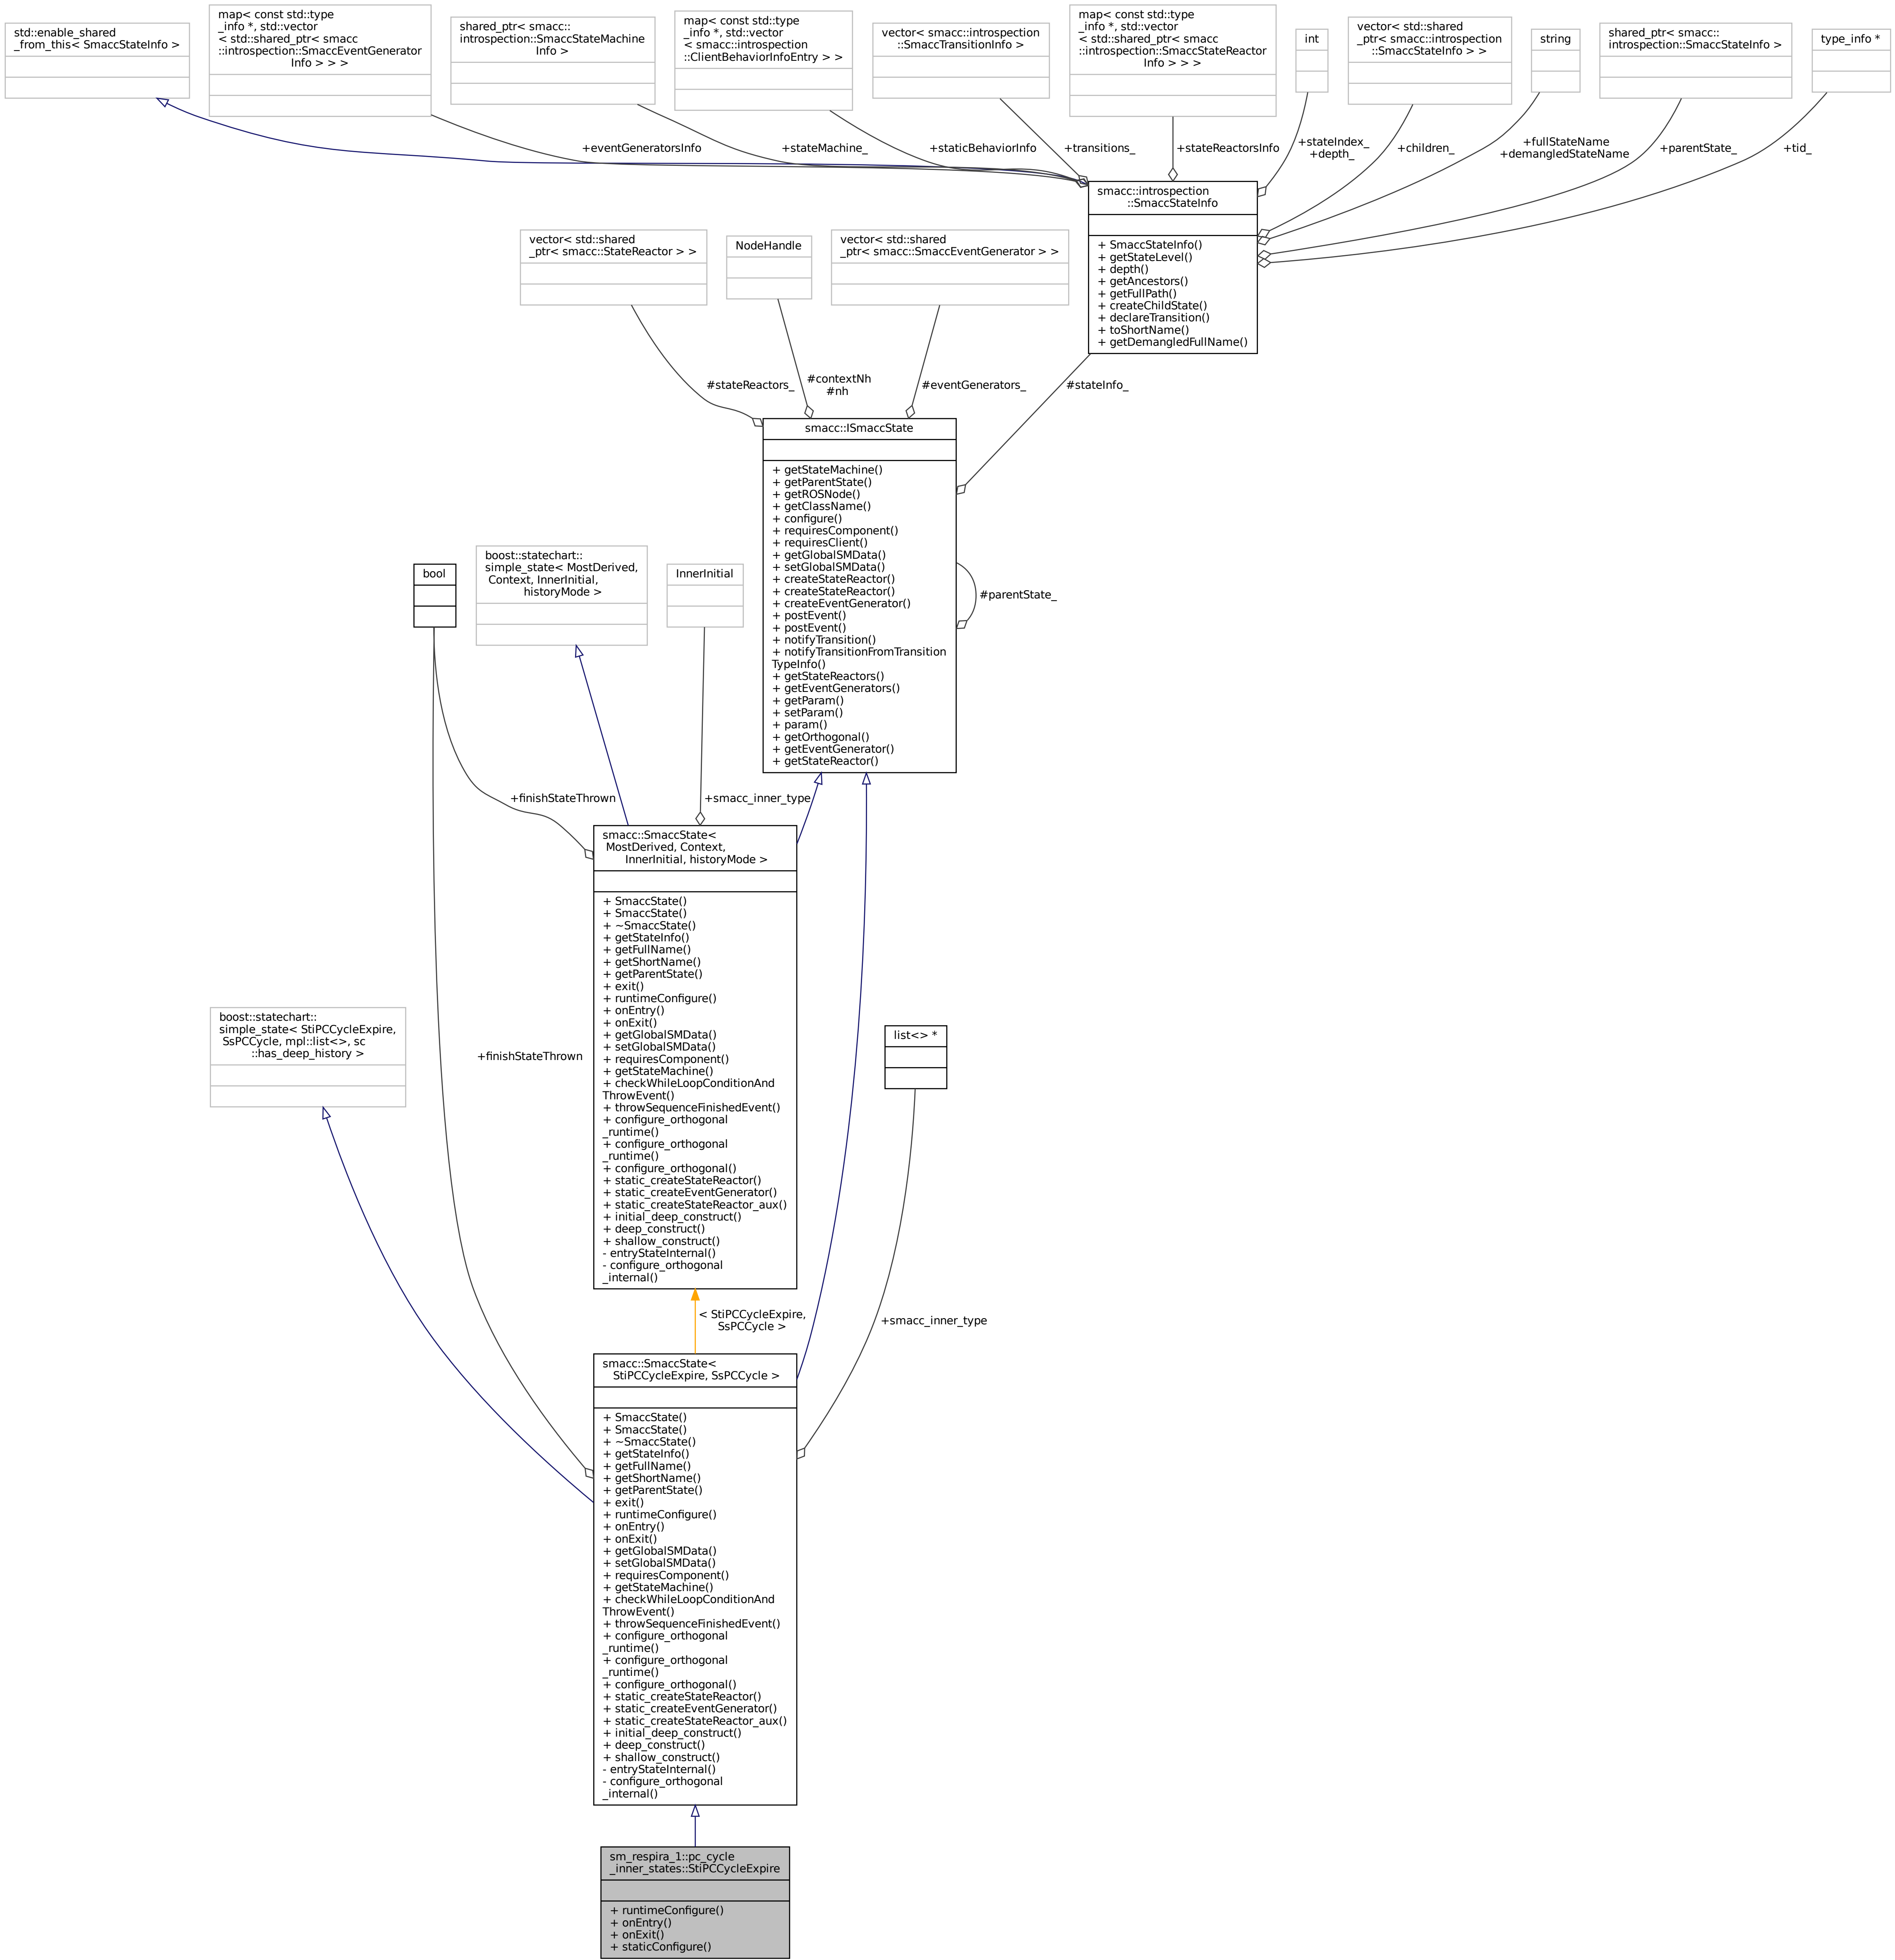 std::enable_shared
_from_this< SmaccStateInfo >
map< const std::type
_info *, std::vector
< std::shared_ptr< smacc
::introspection::SmaccEventGenerator
Info > > >
shared_ptr< smacc::
introspection::SmaccStateMachine
Info >
map< const std::type
_info *, std::vector
< smacc::introspection
::ClientBehaviorInfoEntry > >
vector< smacc::introspection
::SmaccTransitionInfo >
map< const std::type
_info *, std::vector
< std::shared_ptr< smacc
::introspection::SmaccStateReactor
Info > > >
int
vector< std::shared
_ptr< smacc::introspection
::SmaccStateInfo > >
string
shared_ptr< smacc::
introspection::SmaccStateInfo >
type_info *
+eventGeneratorsInfo
+stateMachine_
+staticBehaviorInfo
+transitions_
+stateReactorsInfo
+stateIndex_
+depth_
+children_
+fullStateName
+demangledStateName
+parentState_
+tid_
smacc::introspection
::SmaccStateInfo
+ SmaccStateInfo()
+ getStateLevel()
+ depth()
+ getAncestors()
+ getFullPath()
+ createChildState()
+ declareTransition()
+ toShortName()
+ getDemangledFullName()
vector< std::shared
_ptr< smacc::StateReactor > >
NodeHandle
vector< std::shared
_ptr< smacc::SmaccEventGenerator > >
#stateReactors_
#contextNh
#nh
#eventGenerators_
#stateInfo_
smacc::ISmaccState
+ getStateMachine()
+ getParentState()
+ getROSNode()
+ getClassName()
+ configure()
+ requiresComponent()
+ requiresClient()
+ getGlobalSMData()
+ setGlobalSMData()
+ createStateReactor()
+ createStateReactor()
+ createEventGenerator()
+ postEvent()
+ postEvent()
+ notifyTransition()
+ notifyTransitionFromTransition
TypeInfo()
+ getStateReactors()
+ getEventGenerators()
+ getParam()
+ setParam()
+ param()
+ getOrthogonal()
+ getEventGenerator()
+ getStateReactor()
#parentState_
bool
boost::statechart::
simple_state< MostDerived,
Context, InnerInitial,
historyMode >
InnerInitial
+finishStateThrown
+smacc_inner_type
smacc::SmaccState<
MostDerived, Context,
InnerInitial, historyMode >
+ SmaccState()
+ SmaccState()
+ ~SmaccState()
+ getStateInfo()
+ getFullName()
+ getShortName()
+ getParentState()
+ exit()
+ runtimeConfigure()
+ onEntry()
+ onExit()
+ getGlobalSMData()
+ setGlobalSMData()
+ requiresComponent()
+ getStateMachine()
+ checkWhileLoopConditionAnd
ThrowEvent()
+ throwSequenceFinishedEvent()
+ configure_orthogonal
_runtime()
+ configure_orthogonal
_runtime()
+ configure_orthogonal()
+ static_createStateReactor()
+ static_createEventGenerator()
+ static_createStateReactor_aux()
+ initial_deep_construct()
+ deep_construct()
+ shallow_construct()
- entryStateInternal()
- configure_orthogonal
_internal()
boost::statechart::
simple_state< StiPCCycleExpire,
SsPCCycle, mpl::list<>, sc
::has_deep_history >
+finishStateThrown
list<> *
< StiPCCycleExpire,
SsPCCycle >
+smacc_inner_type
smacc::SmaccState<
StiPCCycleExpire, SsPCCycle >
+ SmaccState()
+ SmaccState()
+ ~SmaccState()
+ getStateInfo()
+ getFullName()
+ getShortName()
+ getParentState()
+ exit()
+ runtimeConfigure()
+ onEntry()
+ onExit()
+ getGlobalSMData()
+ setGlobalSMData()
+ requiresComponent()
+ getStateMachine()
+ checkWhileLoopConditionAnd
ThrowEvent()
+ throwSequenceFinishedEvent()
+ configure_orthogonal
_runtime()
+ configure_orthogonal
_runtime()
+ configure_orthogonal()
+ static_createStateReactor()
+ static_createEventGenerator()
+ static_createStateReactor_aux()
+ initial_deep_construct()
+ deep_construct()
+ shallow_construct()
- entryStateInternal()
- configure_orthogonal
_internal()
sm_respira_1::pc_cycle
_inner_states::StiPCCycleExpire
+ runtimeConfigure()
+ onEntry()
+ onExit()
+ staticConfigure()